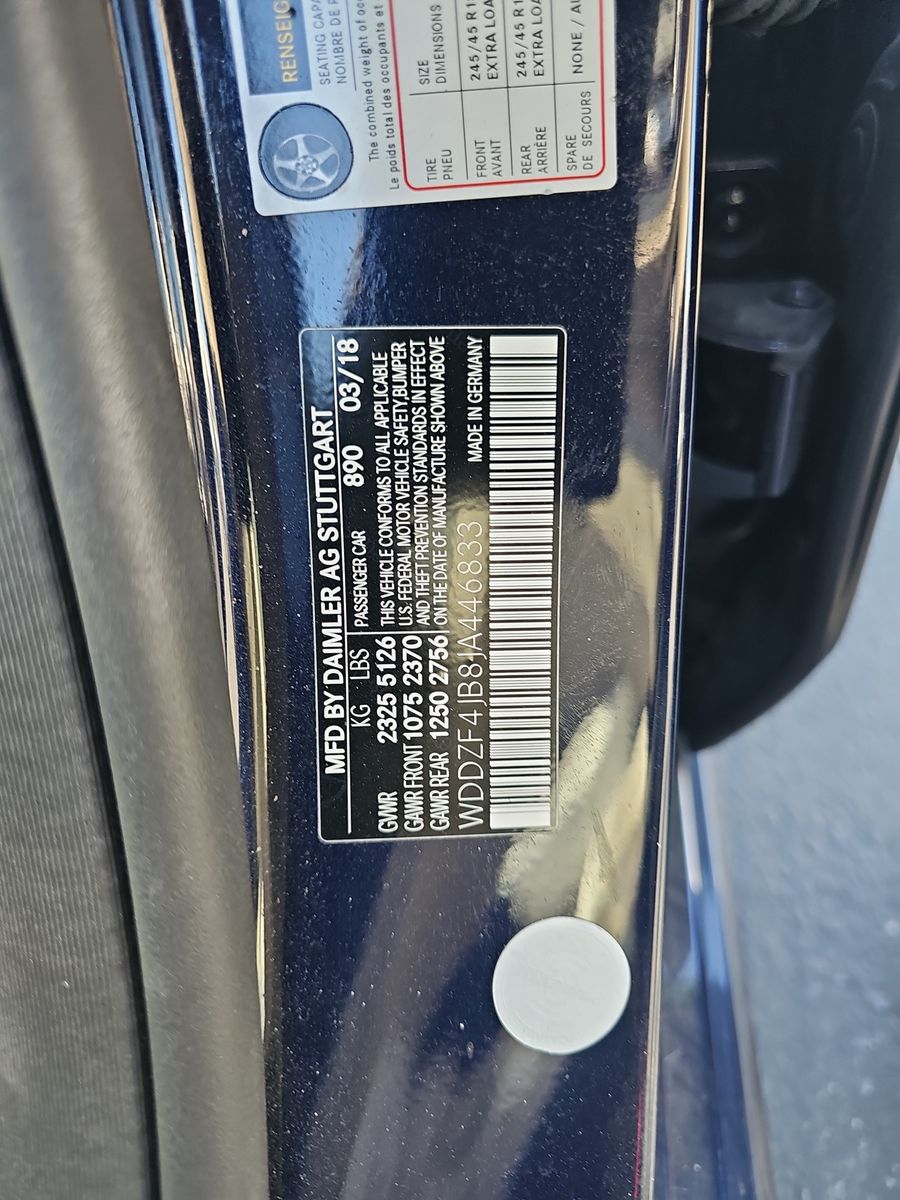 MFD BY DAIMLER AG STUTTGART
KG LBS PASSENGER CAR 890 03/18
GVWR 2325 5126 THIS VEHICLE CONFORMS TO ALL APPLICABLE
GAWR FRONT 1075 2370 U.S. FEDERAL MOTOR VEHICLE SAFETY,BUMPER
GAWR REAR 1250 2756 AND THEFT PREVENTION STANDARDS IN EFFECT
ON THE DATE OF MANUFACTURE SHOWN ABOVE
WDDZF4JB8JA446833 MADE IN GERMANY
RENSEIG
SEATING CAPA
NOMBRE DE P
The combined weight of occ
Le poids total des occupants et
TIRE SIZE
PNEU DIMENSIONS
FRONT 245/45 R1
AVANT EXTRA LOA
REAR 245/45 R1
ARRIÈRE EXTRA LOA
SPARE NONE / AU
DE SECOURS